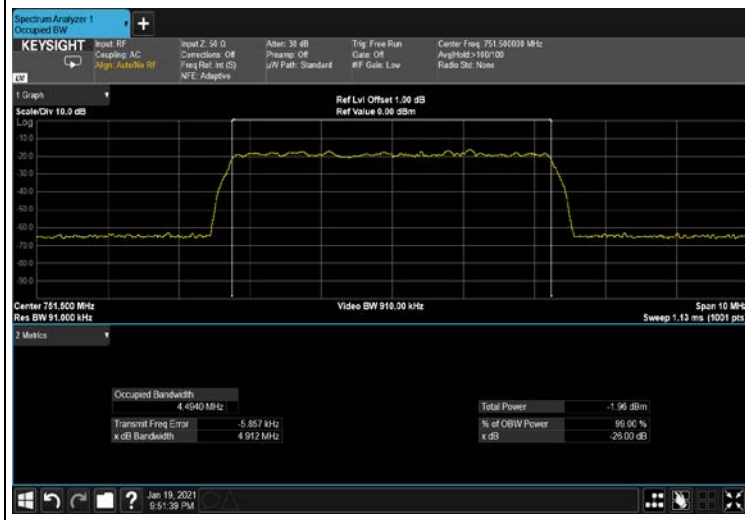 Spectrum Analyzer 1
Occupied BW
+
KEYSIGHT
Input: RF
Coupling: AC
Align: Auto/No RF
Input Z: 50 Ω
Corrections: Off
Freq Ref: Int (S)
NFE: Adaptive
Atten: 30 dB
Preamp: Off
µW Path: Standard
Trig: Free Run
Gate: Off
#IF Gain: Low
Center Freq: 751.500000 MHz
Avg|Hold:>100/100
Radio Std: None
1 Graph
Scale/Div 10.0 dB
Ref Lvl Offset 1.00 dB
Ref Value 0.00 dBm
Log
-10.0
-20.0
-30.0
-40.0
-50.0
-60.0
-70.0
-80.0
-90.0
Center 751.500 MHz
Res BW 91.000 kHz
Video BW 910.00 kHz
Span 10 MHz
Sweep 1.13 ms (1001 pts
2 Metrics
Occupied Bandwidth
4.4940 MHz
Transmit Freq Error -5.857 kHz
x dB Bandwidth 4.912 MHz
Total Power -1.96 dBm
% of OBW Power 99.00 %
x dB -26.00 dB
?
Jan 19, 2021
9:51:39 PM